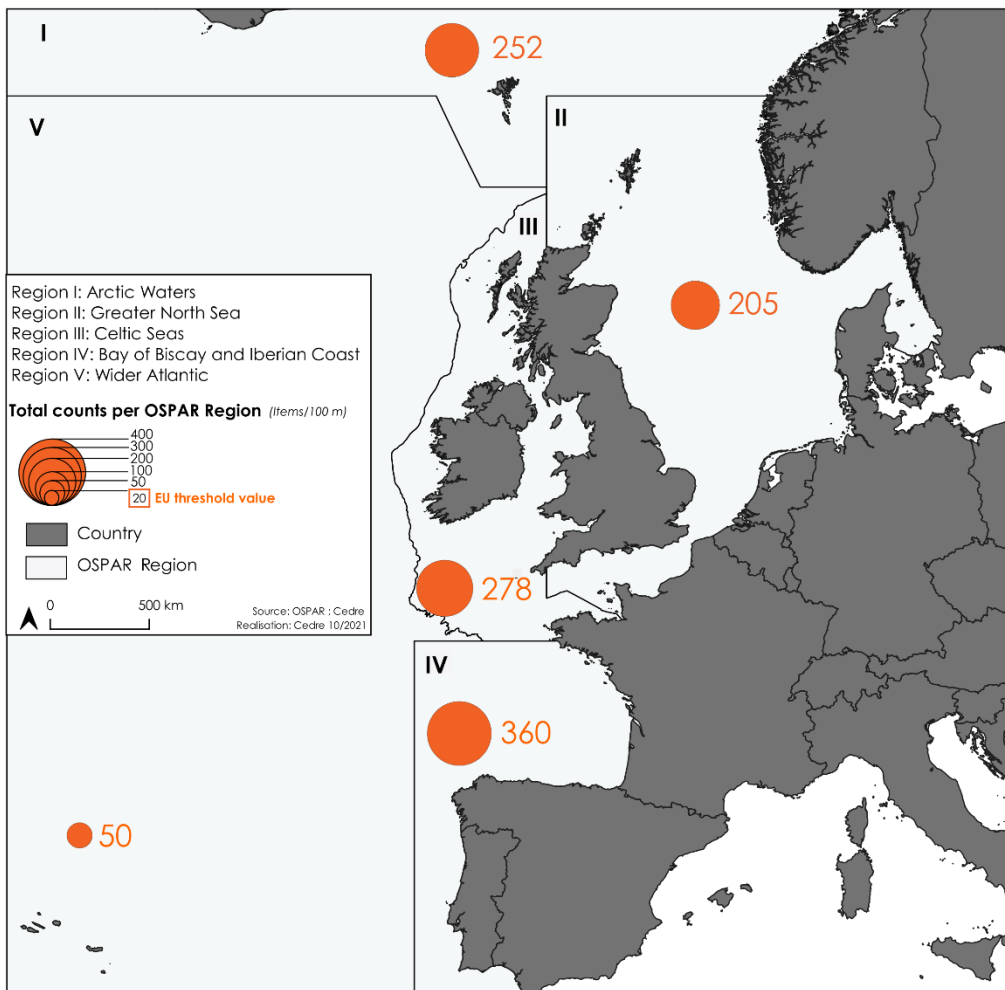 I
252
V
II
III
205
Region I: Arctic Waters
Region II: Greater North Sea
Region III: Celtic Seas
Region IV: Bay of Biscay and Iberian Coast
Region V: Wider Atlantic
Total counts per OSPAR Region (Items/100 m)
400
300
200
100
50
20 EU threshold value
Country
OSPAR Region
0 500 km
Source: OSPAR ; Cedre
Realisation: Cedre 10/2021
278
IV
360
50